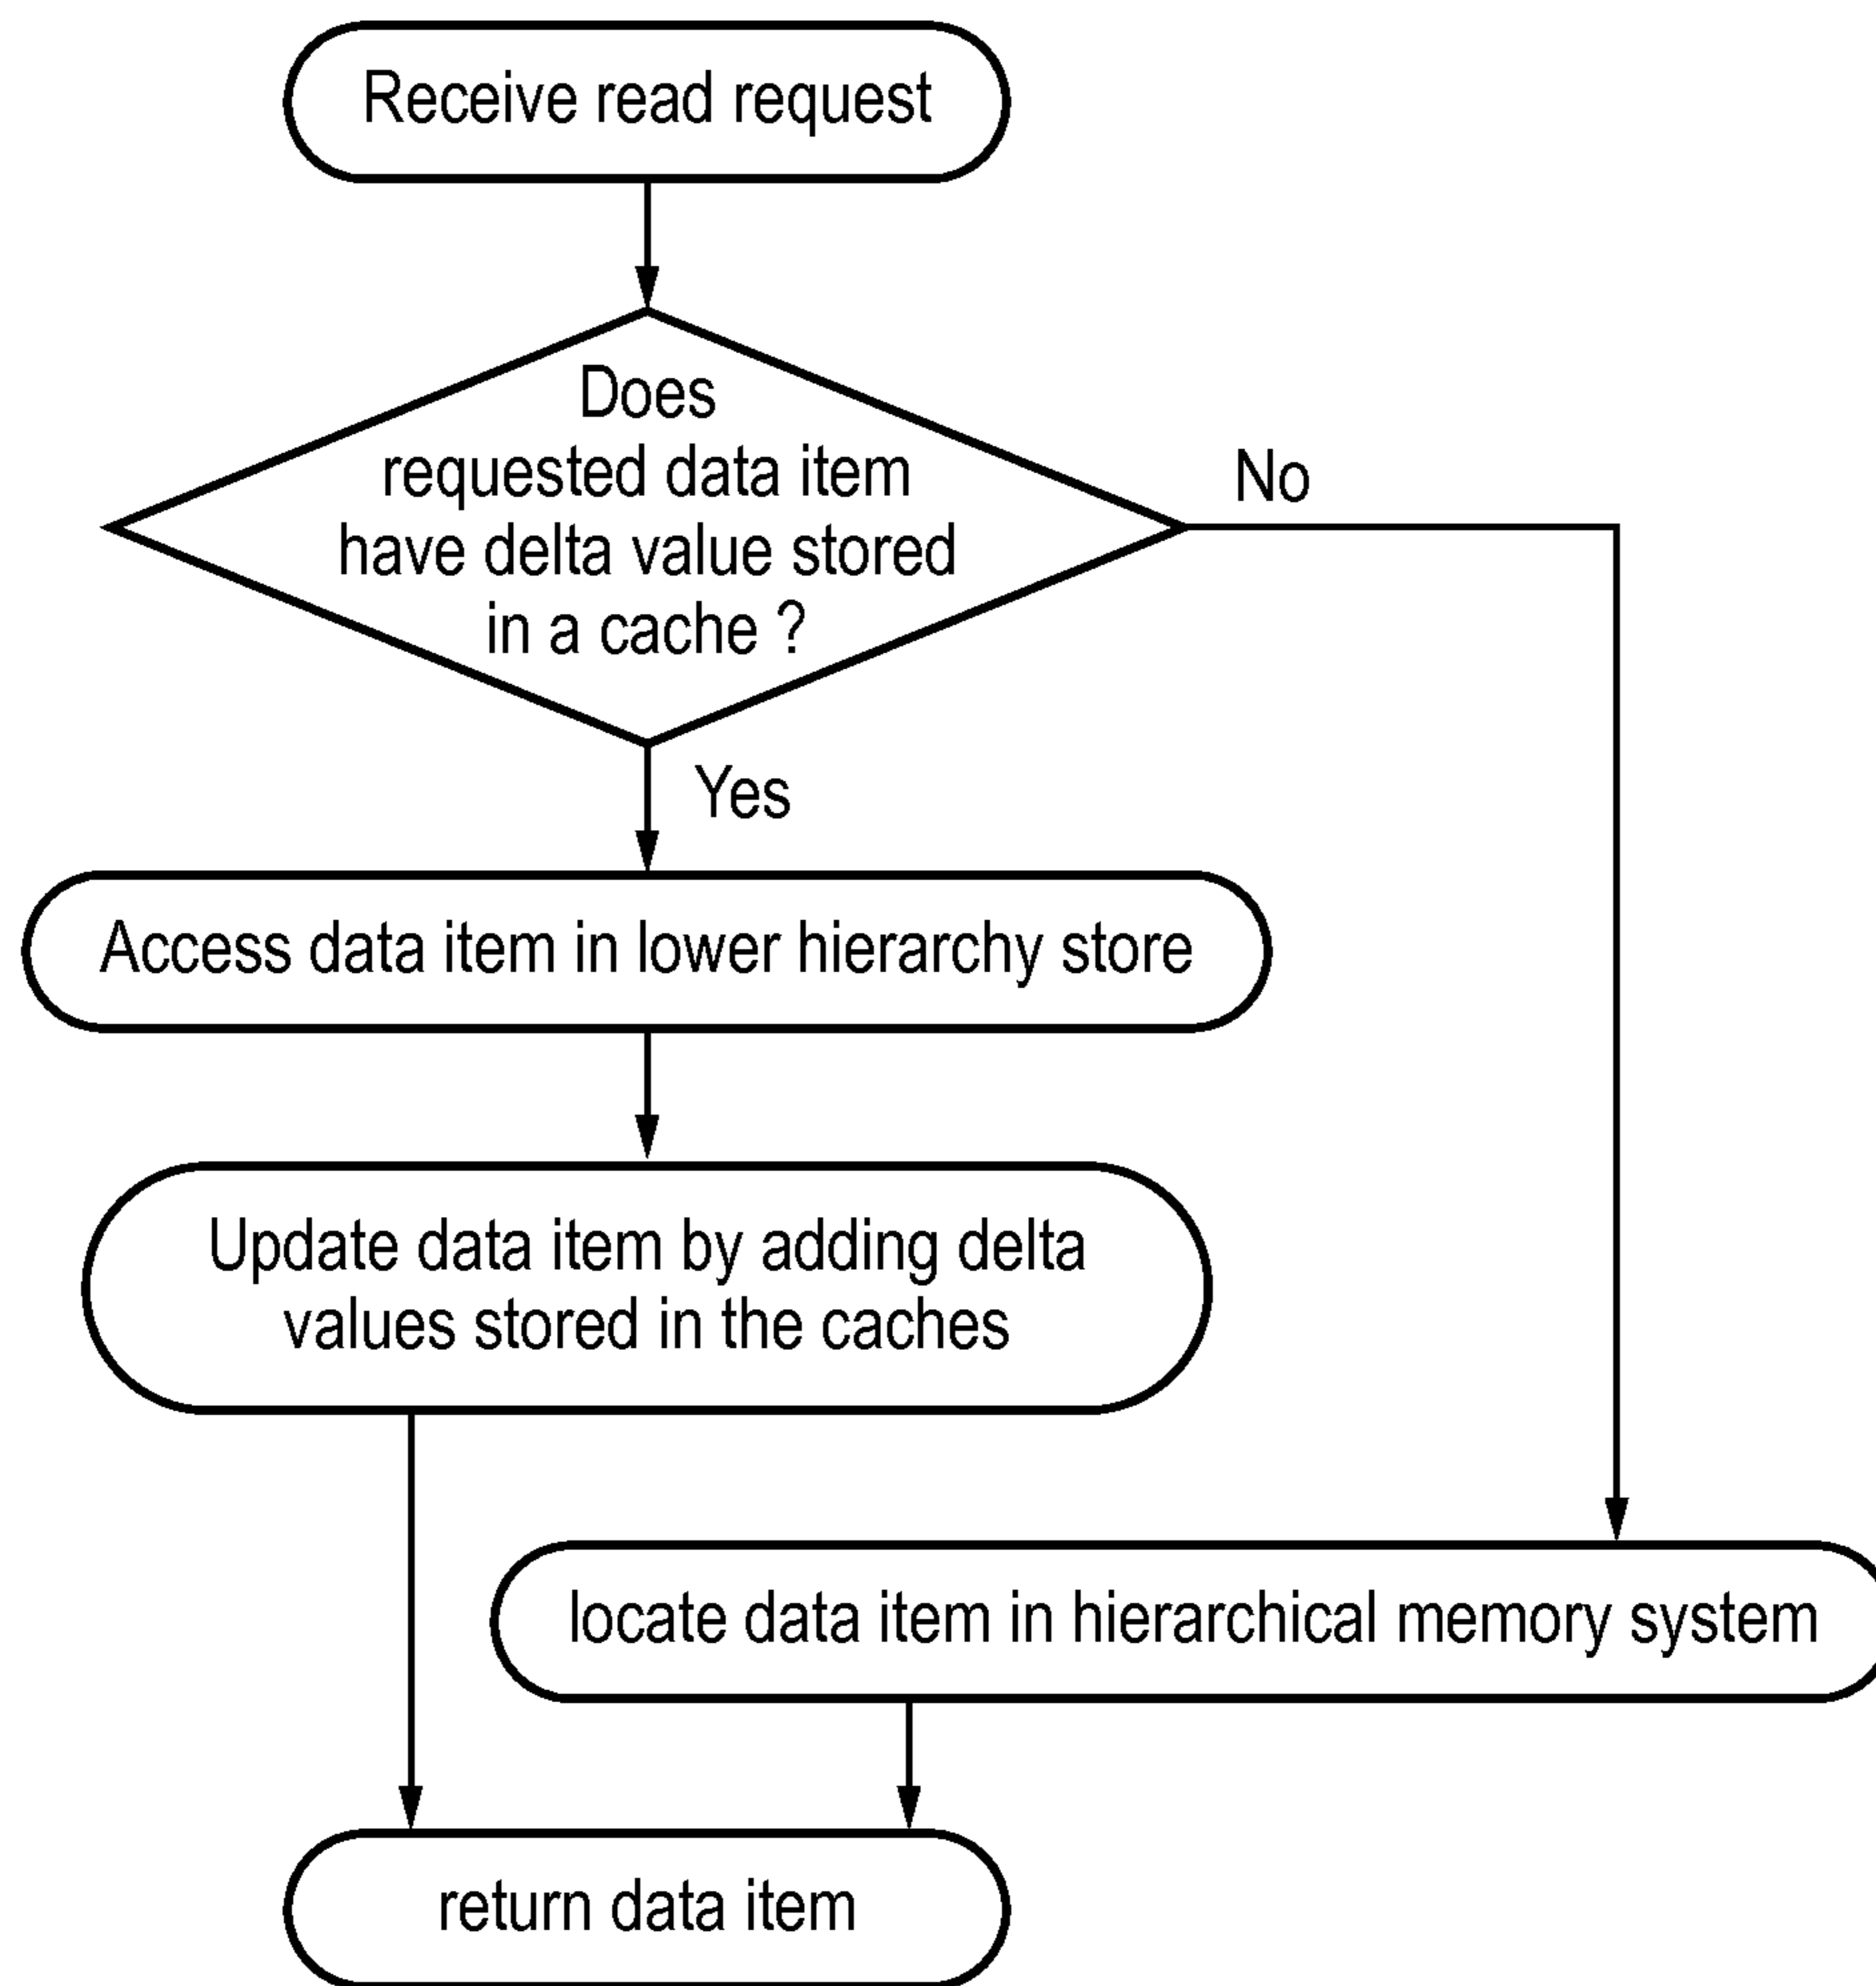 Receive read request
Does
requested data item
have delta value stored
in a cache ?
No
Yes
Access data item in lower hierarchy store
Update data item by adding delta
values stored in the caches
locate data item in hierarchical memory system
return data item